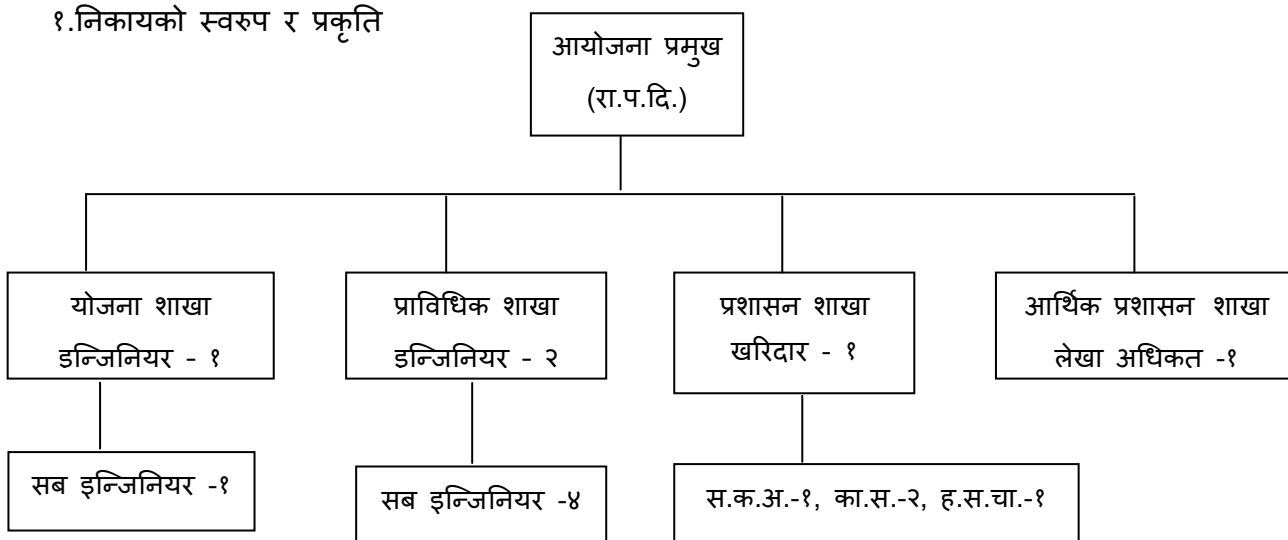 १.निकायको स्वरुप र प्रकृति
आयोजना प्रमुख
(रा.प.दि.)
योजना शाखा
इन्जिनियर - १
प्राविधिक शाखा
इन्जिनियर - २
प्रशासन शाखा
खरिदार - १
आर्थिक प्रशासन शाखा
लेखा अधिकत -१
सब इन्जिनियर -१
सब इन्जिनियर -४
स.क.अ.-१, का.स.-२, ह.स.चा.-१